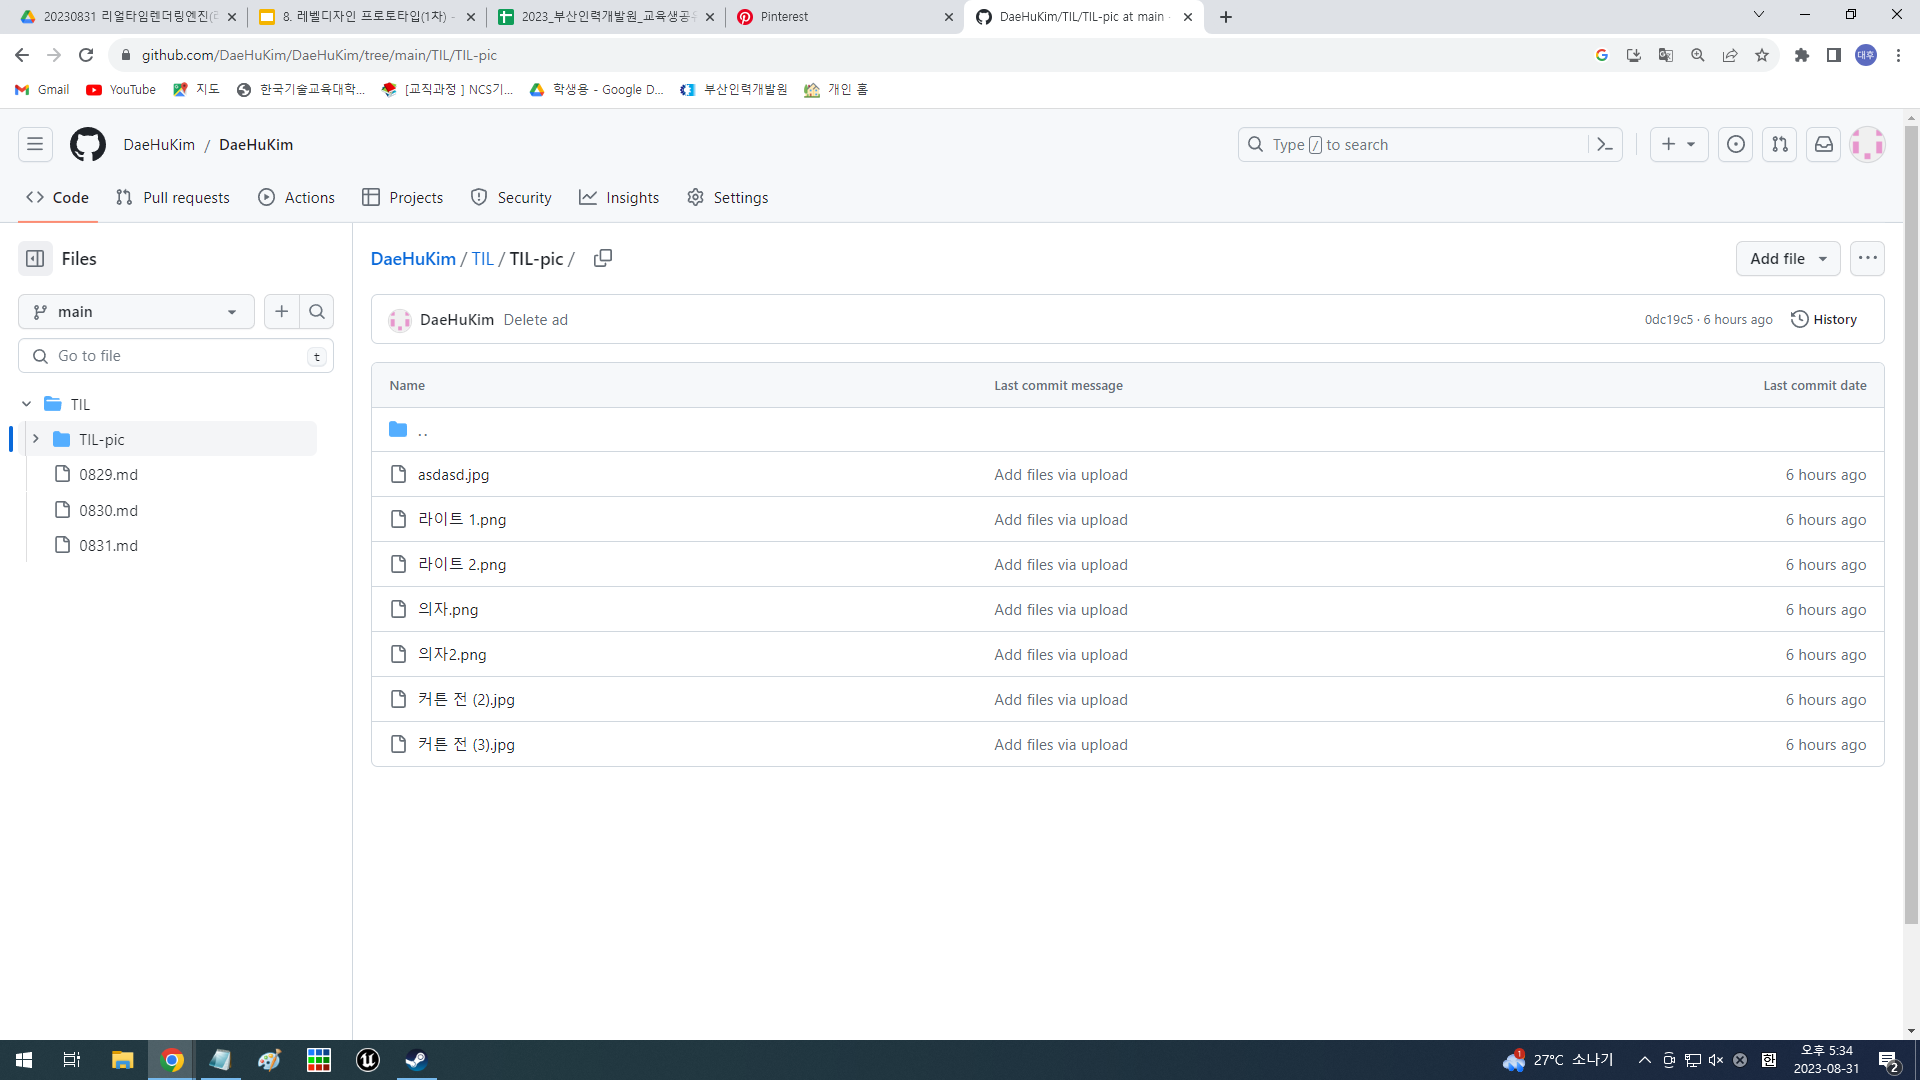 20230831 리얼타임렌더링엔진(
8. 레벨디자인 프로토타입(1차) -
2023_부산인력개발원_교육생공
Pinterest
DaeHuKim/TIL/TIL-pic at main
github.com/DaeHuKim/DaeHuKim/tree/main/TIL/TIL-pic
대후
Gmail
YouTube
지도
한국기술교육대학...
[교직과정 ] NCS기...
학생용 - Google D...
부산인력개발원
개인 홈
DaeHuKim / DaeHuKim
Type / to search
Code
Pull requests
Actions
Projects
Security
Insights
Settings
Files
DaeHuKim / TIL / TIL-pic /
Add file
main
DaeHuKim Delete ad
0dc19c5 · 6 hours ago
History
Go to file
t
Name
Last commit message
Last commit date
TIL
..
TIL-pic
0829.md
0830.md
0831.md
asdasd.jpg
Add files via upload
6 hours ago
라이트 1.png
Add files via upload
6 hours ago
라이트 2.png
Add files via upload
6 hours ago
의자.png
Add files via upload
6 hours ago
의자2.png
Add files via upload
6 hours ago
커튼 전 (2).jpg
Add files via upload
6 hours ago
커튼 전 (3).jpg
Add files via upload
6 hours ago
1
27°C 소나기
한
오후 5:34
2023-08-31
2